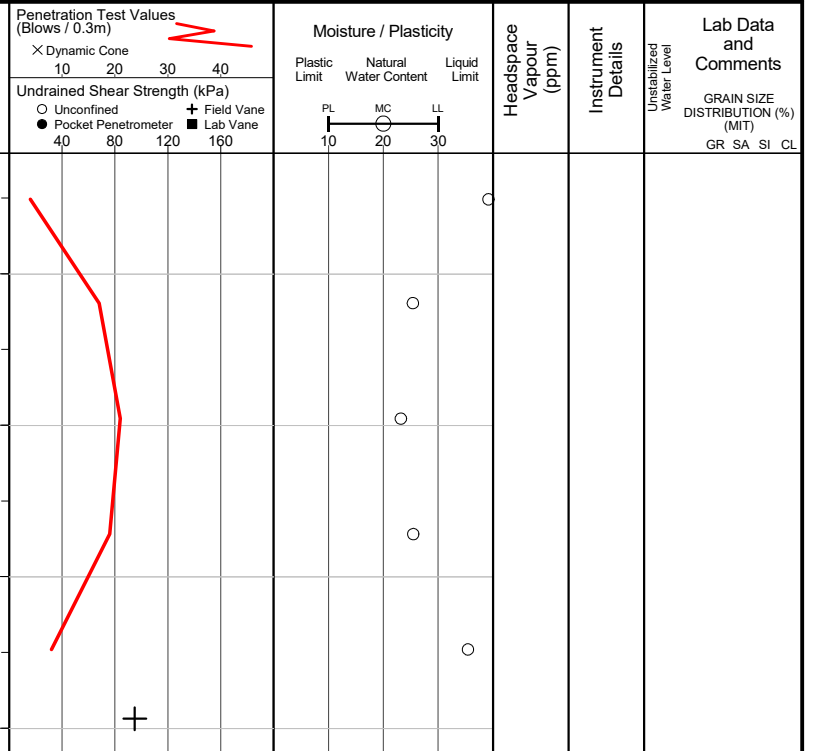 Penetration Test Values
(Blows / 0.3m)
× Dynamic Cone
10 20 30 40
Undrained Shear Strength (kPa)
Unconfined + Field Vane
Pocket Penetrometer Lab Vane
40 80 120 160
Moisture / Plasticity
Plastic Natural Liquid
Limit Water Content Limit
PL MC LL
10 20 30
Headspace
Vapour
(ppm)
Instrument
Details
Unstabilized
Water Level
Lab Data
and
Comments
GRAIN SIZE
DISTRIBUTION (%)
(MIT)
GR SA SI CL